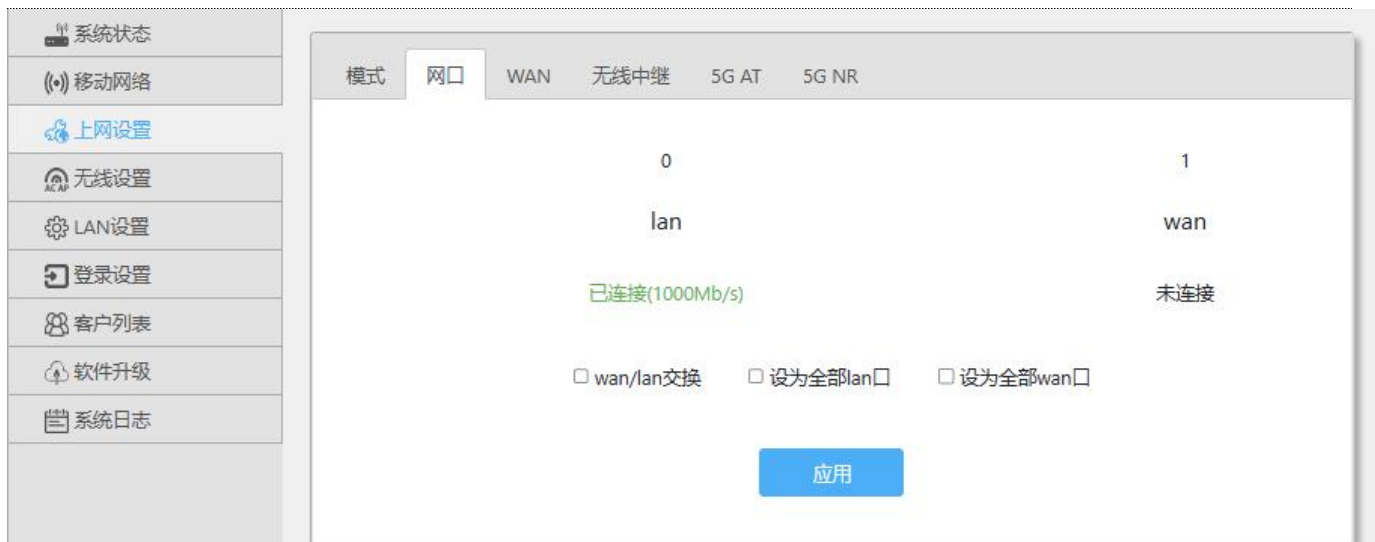 系统状态
移动网络
上网设置
AC AP 无线设置
LAN设置
登录设置
客户列表
软件升级
系统日志
模式 网口 WAN 无线中继 5G AT 5G NR
0 1
lan wan
已连接(1000Mb/s) 未连接
wan/lan交换 设为全部lan口 设为全部wan口
应用